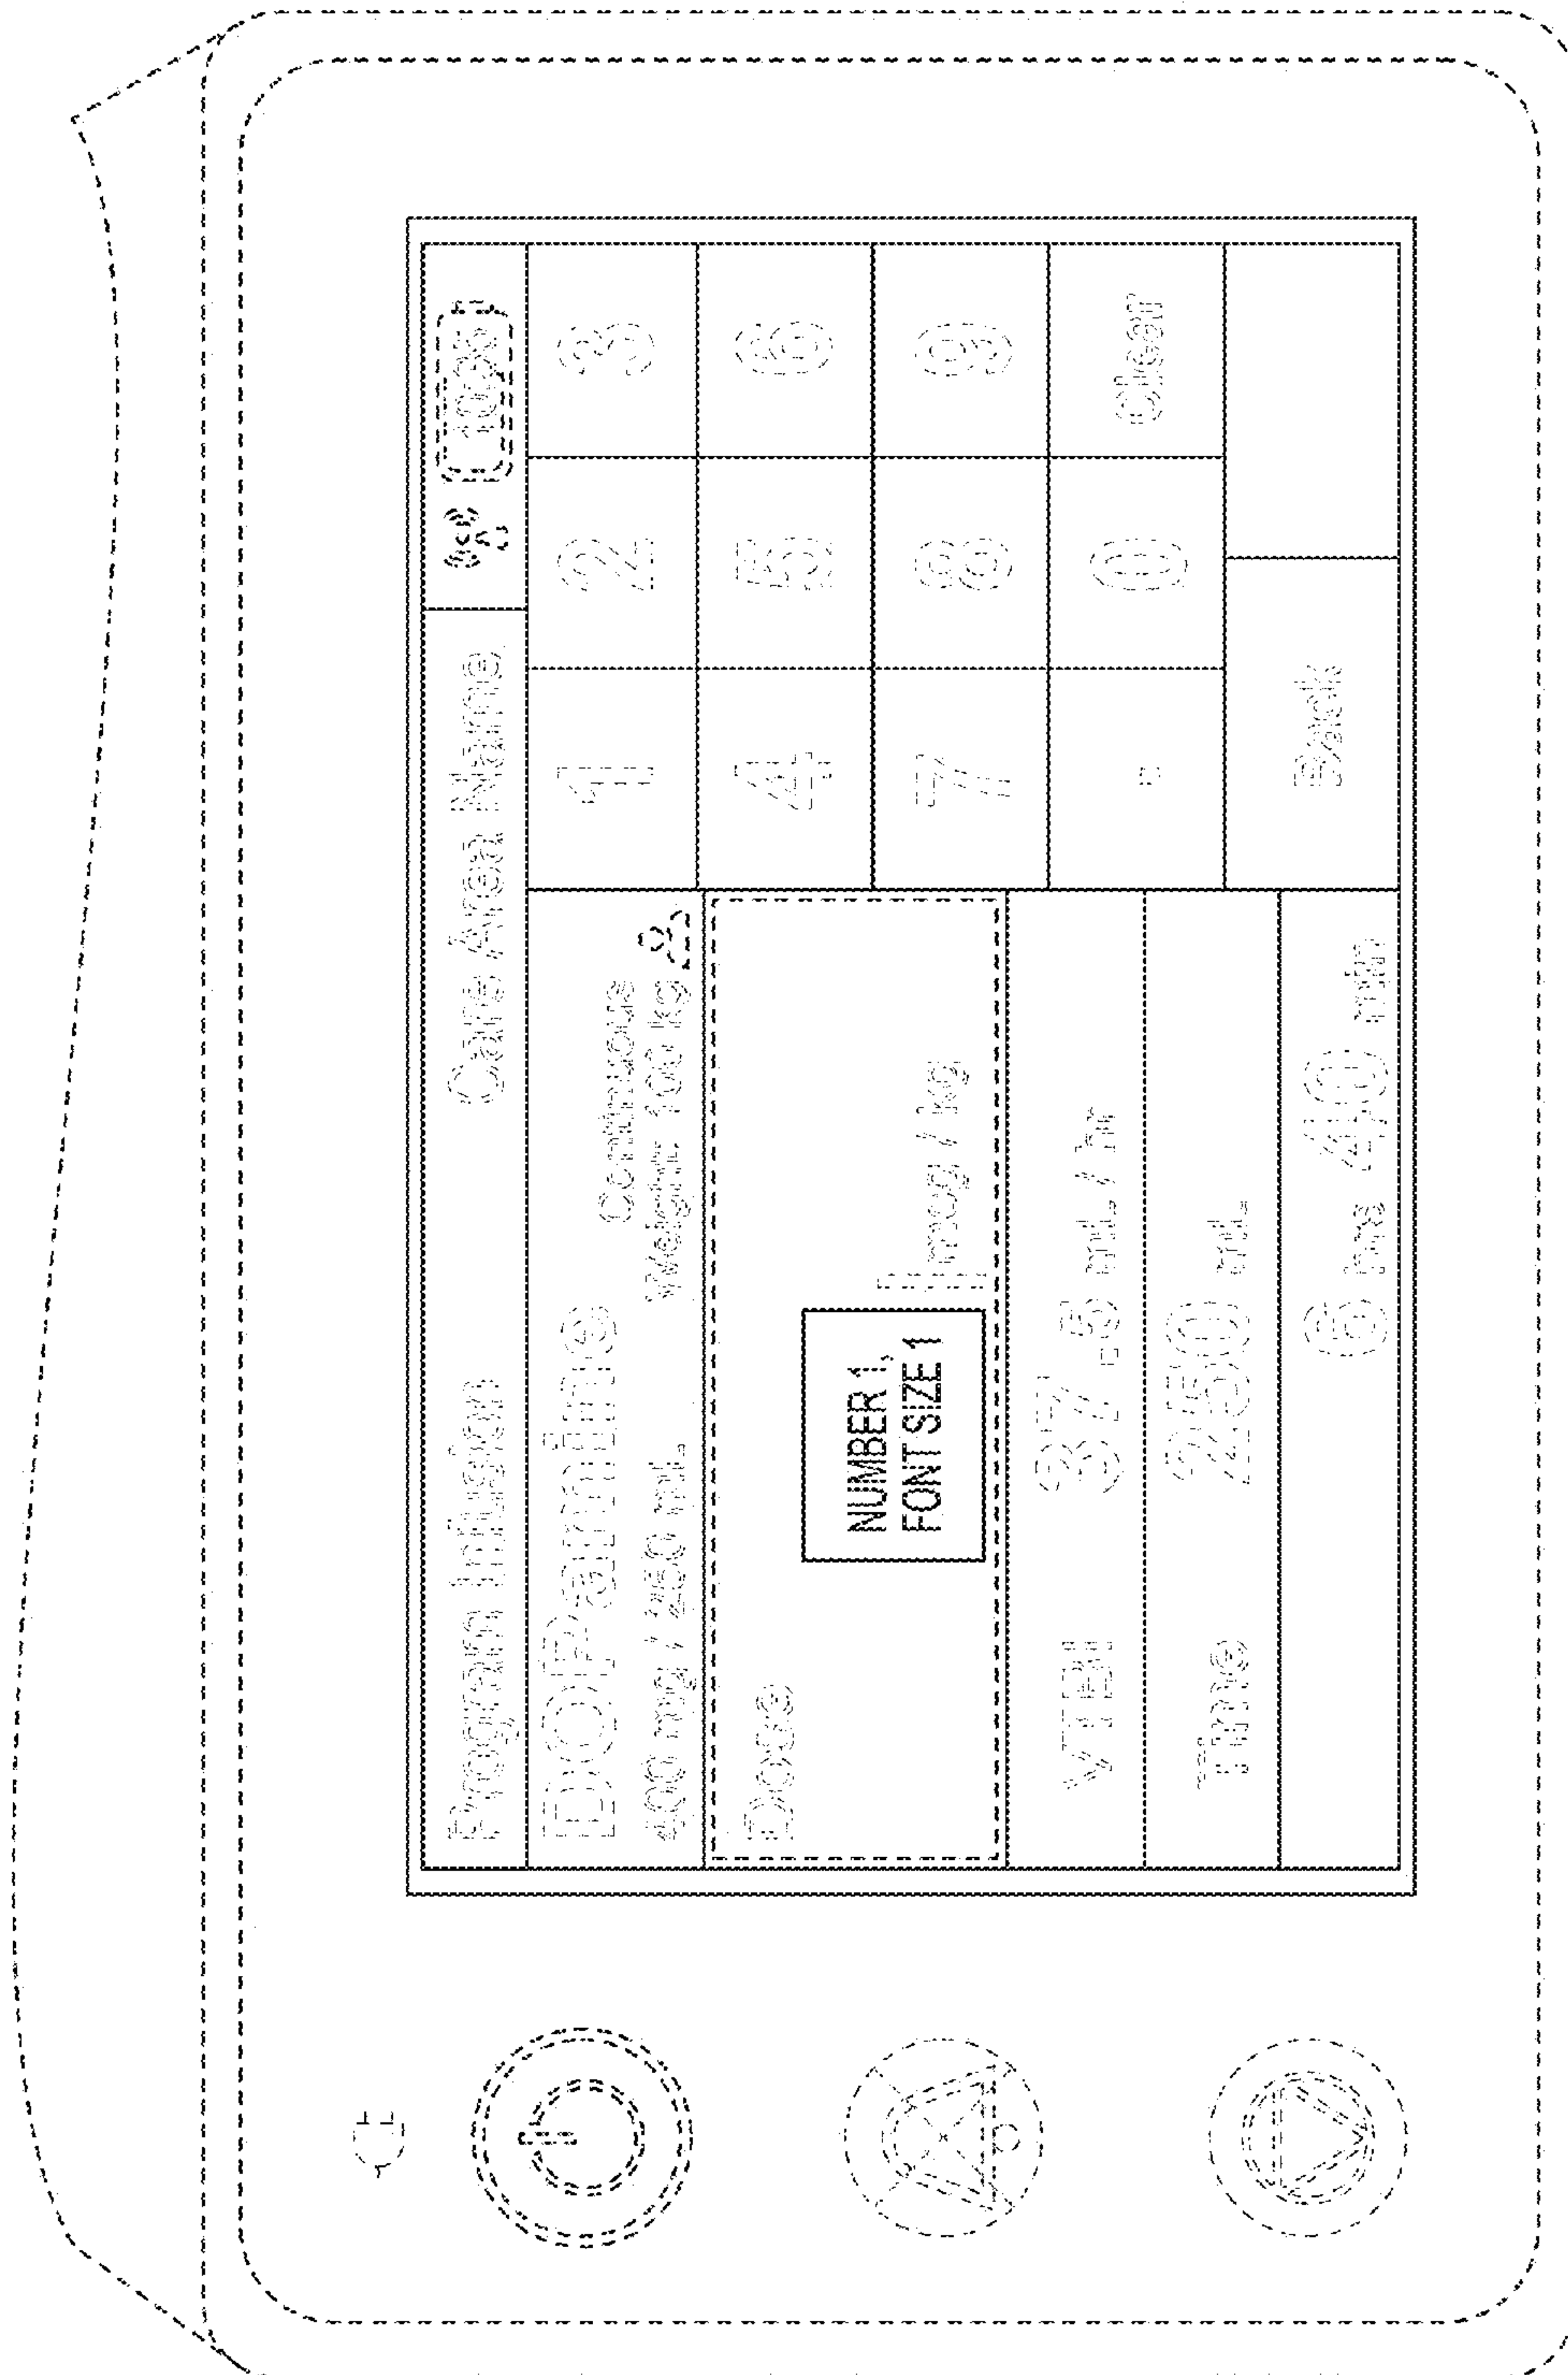 Program Infusion
Care Area Name
10:35
DOPamine
Continuous
400 mg / 250 mL
Weight: 100 kg
Dose
NUMBER 1,
FONT SIZE 1
mcg / kg
VTBI 37.5 mL / hr
Time 250 mL
6 hrs 40 min
1 2 3
4 5 6
7 8 9
. 0 Clear
Back